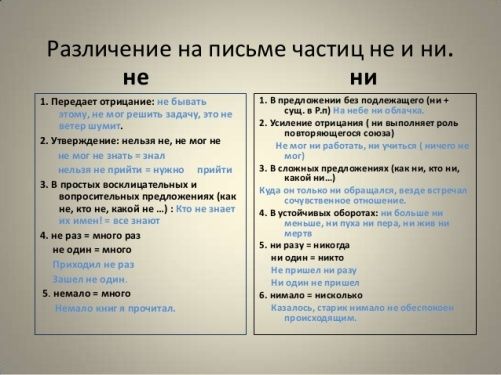 Различение на письме частиц не и ни.
не
1. Передает отрицание: не бывать
этому, не мог решить задачу, это не
ветер шумит.
2. Утверждение: нельзя не, не мог не
не мог не знать = знал
нельзя не прийти = нужно прийти
3. В простых восклицательных и
вопросительных предложениях (как
не, кто не, какой не …) : Кто не знает
их имен! = все знают
4. не раз = много раз
не один = много
Приходил не раз
Зашел не один.
5. немало = много
Немало книг я прочитал.
ни
1. В предложении без подлежащего (ни +
сущ. в Р.п) На небе ни облачка.
2. Усиление отрицания ( ни выполняет роль
повторяющегося союза)
Не мог ни работать, ни учиться ( ничего не
мог)
3. В сложных предложениях (как ни, кто ни,
какой ни…)
Куда он только ни обращался, везде встречал
сочувственное отношение.
4. В устойчивых оборотах: ни больше ни
меньше, ни пуха ни пера, ни жив ни
мертв
5. ни разу = никогда
ни один = никто
Не пришел ни разу
Ни один не пришел
6. нимало = нисколько
Казалось, старик нимало не обеспокоен
происходящим.